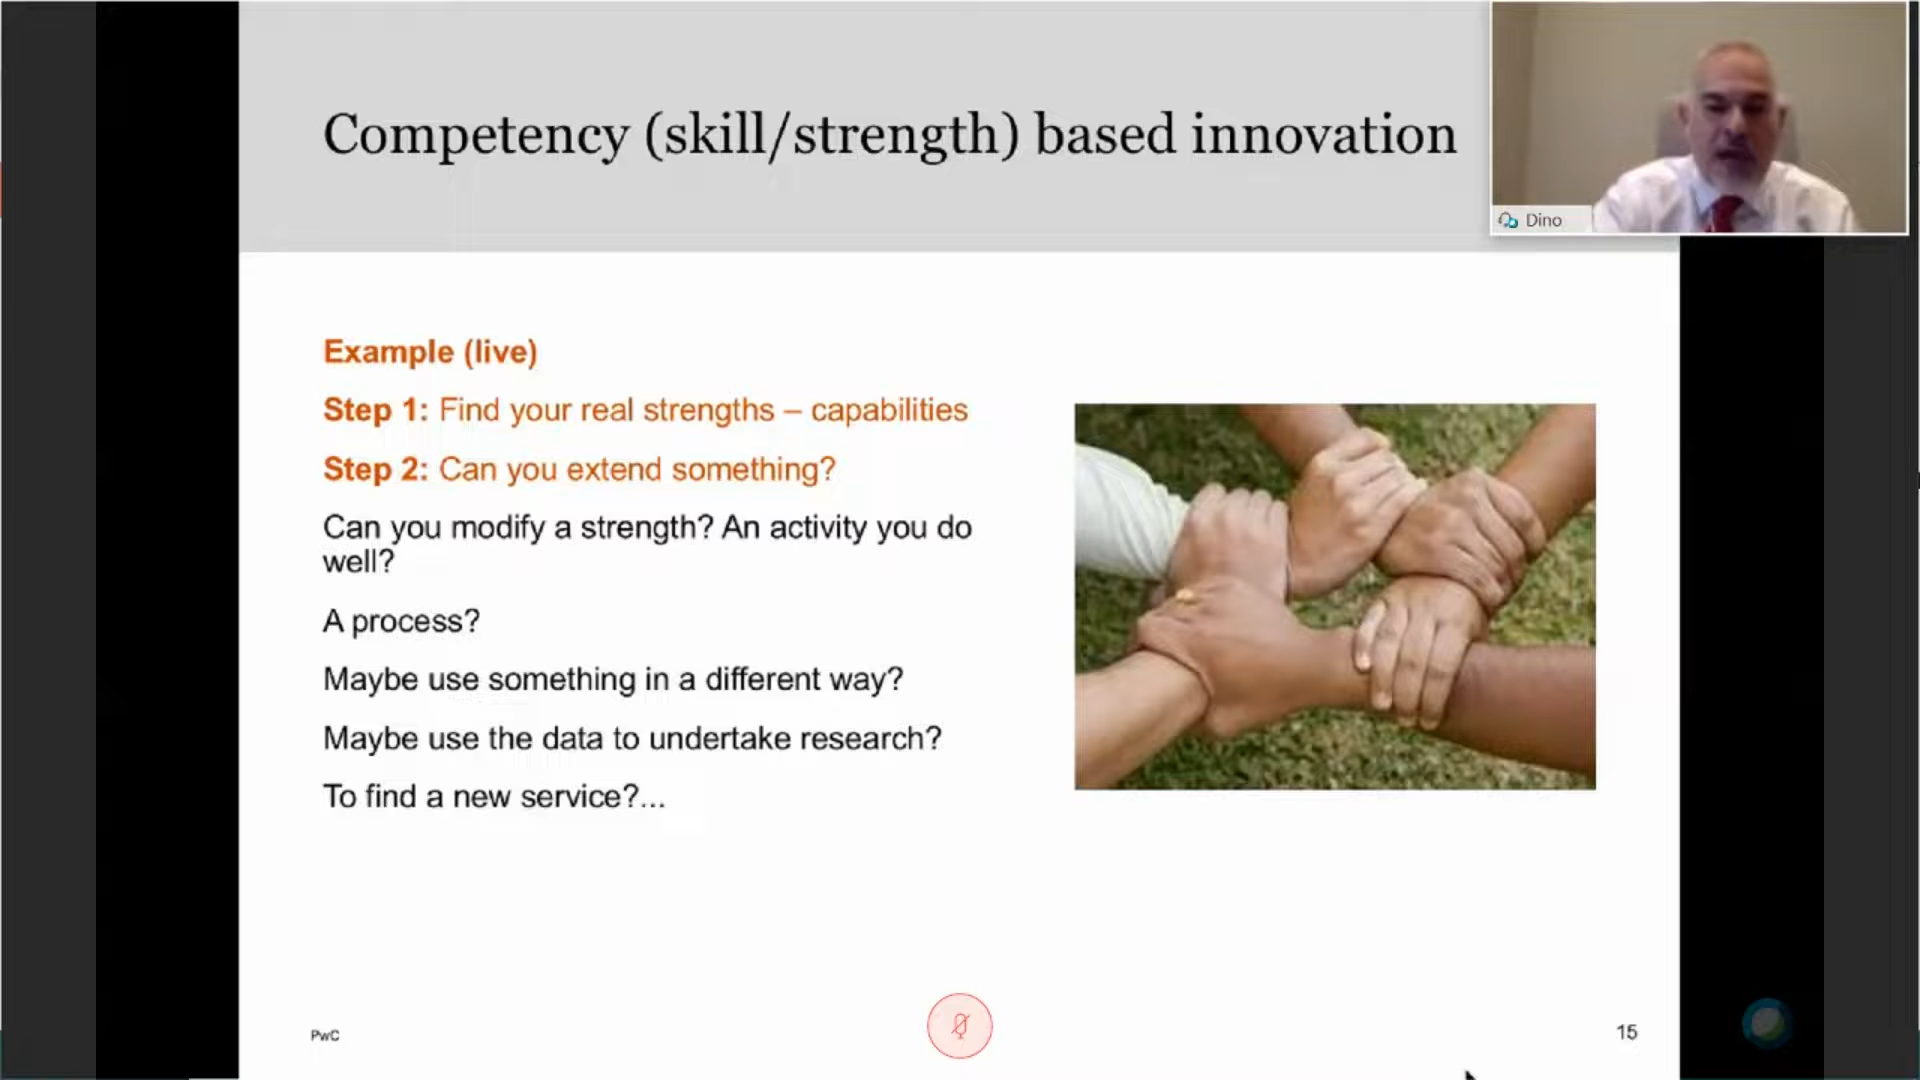 Competency (skill/strength) based innovation
Dino
Example (live)
Step 1: Find your real strengths – capabilities
Step 2: Can you extend something?
Can you modify a strength? An activity you do
well?
A process?
Maybe use something in a different way?
Maybe use the data to undertake research?
To find a new service?...
PwC
15